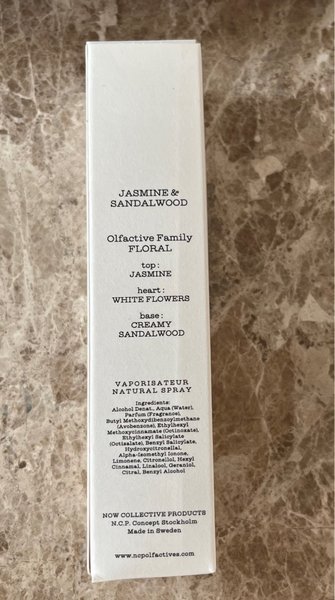 JASMINE &
SANDALWOOD
Olfactive Family
FLORAL
top:
JASMINE
heart:
WHITE FLOWERS
base:
CREAMY
SANDALWOOD
VAPORISATEUR
NATURAL SPRAY
Ingredients:
Alcohol Denat., Aqua (Water),
Parfum (Fragrance),
Butyl Methoxydibenzoylmethane
(Avobenzone), Ethylhexyl
Methoxycinnamate (Octinoxate),
Ethylhexyl Salicylate
(Octisalate), Benzyl Salicylate,
Hydroxycitronellal,
Alpha-Isomethyl Ionone,
Limonene, Citronellol, Hexyl
Cinnamal, Linalool, Geraniol,
Citral, Benzyl Alcohol
NOW COLLECTIVE PRODUCTS
N.C.P. Concept Stockholm
Made in Sweden
www.ncpolfactives.com